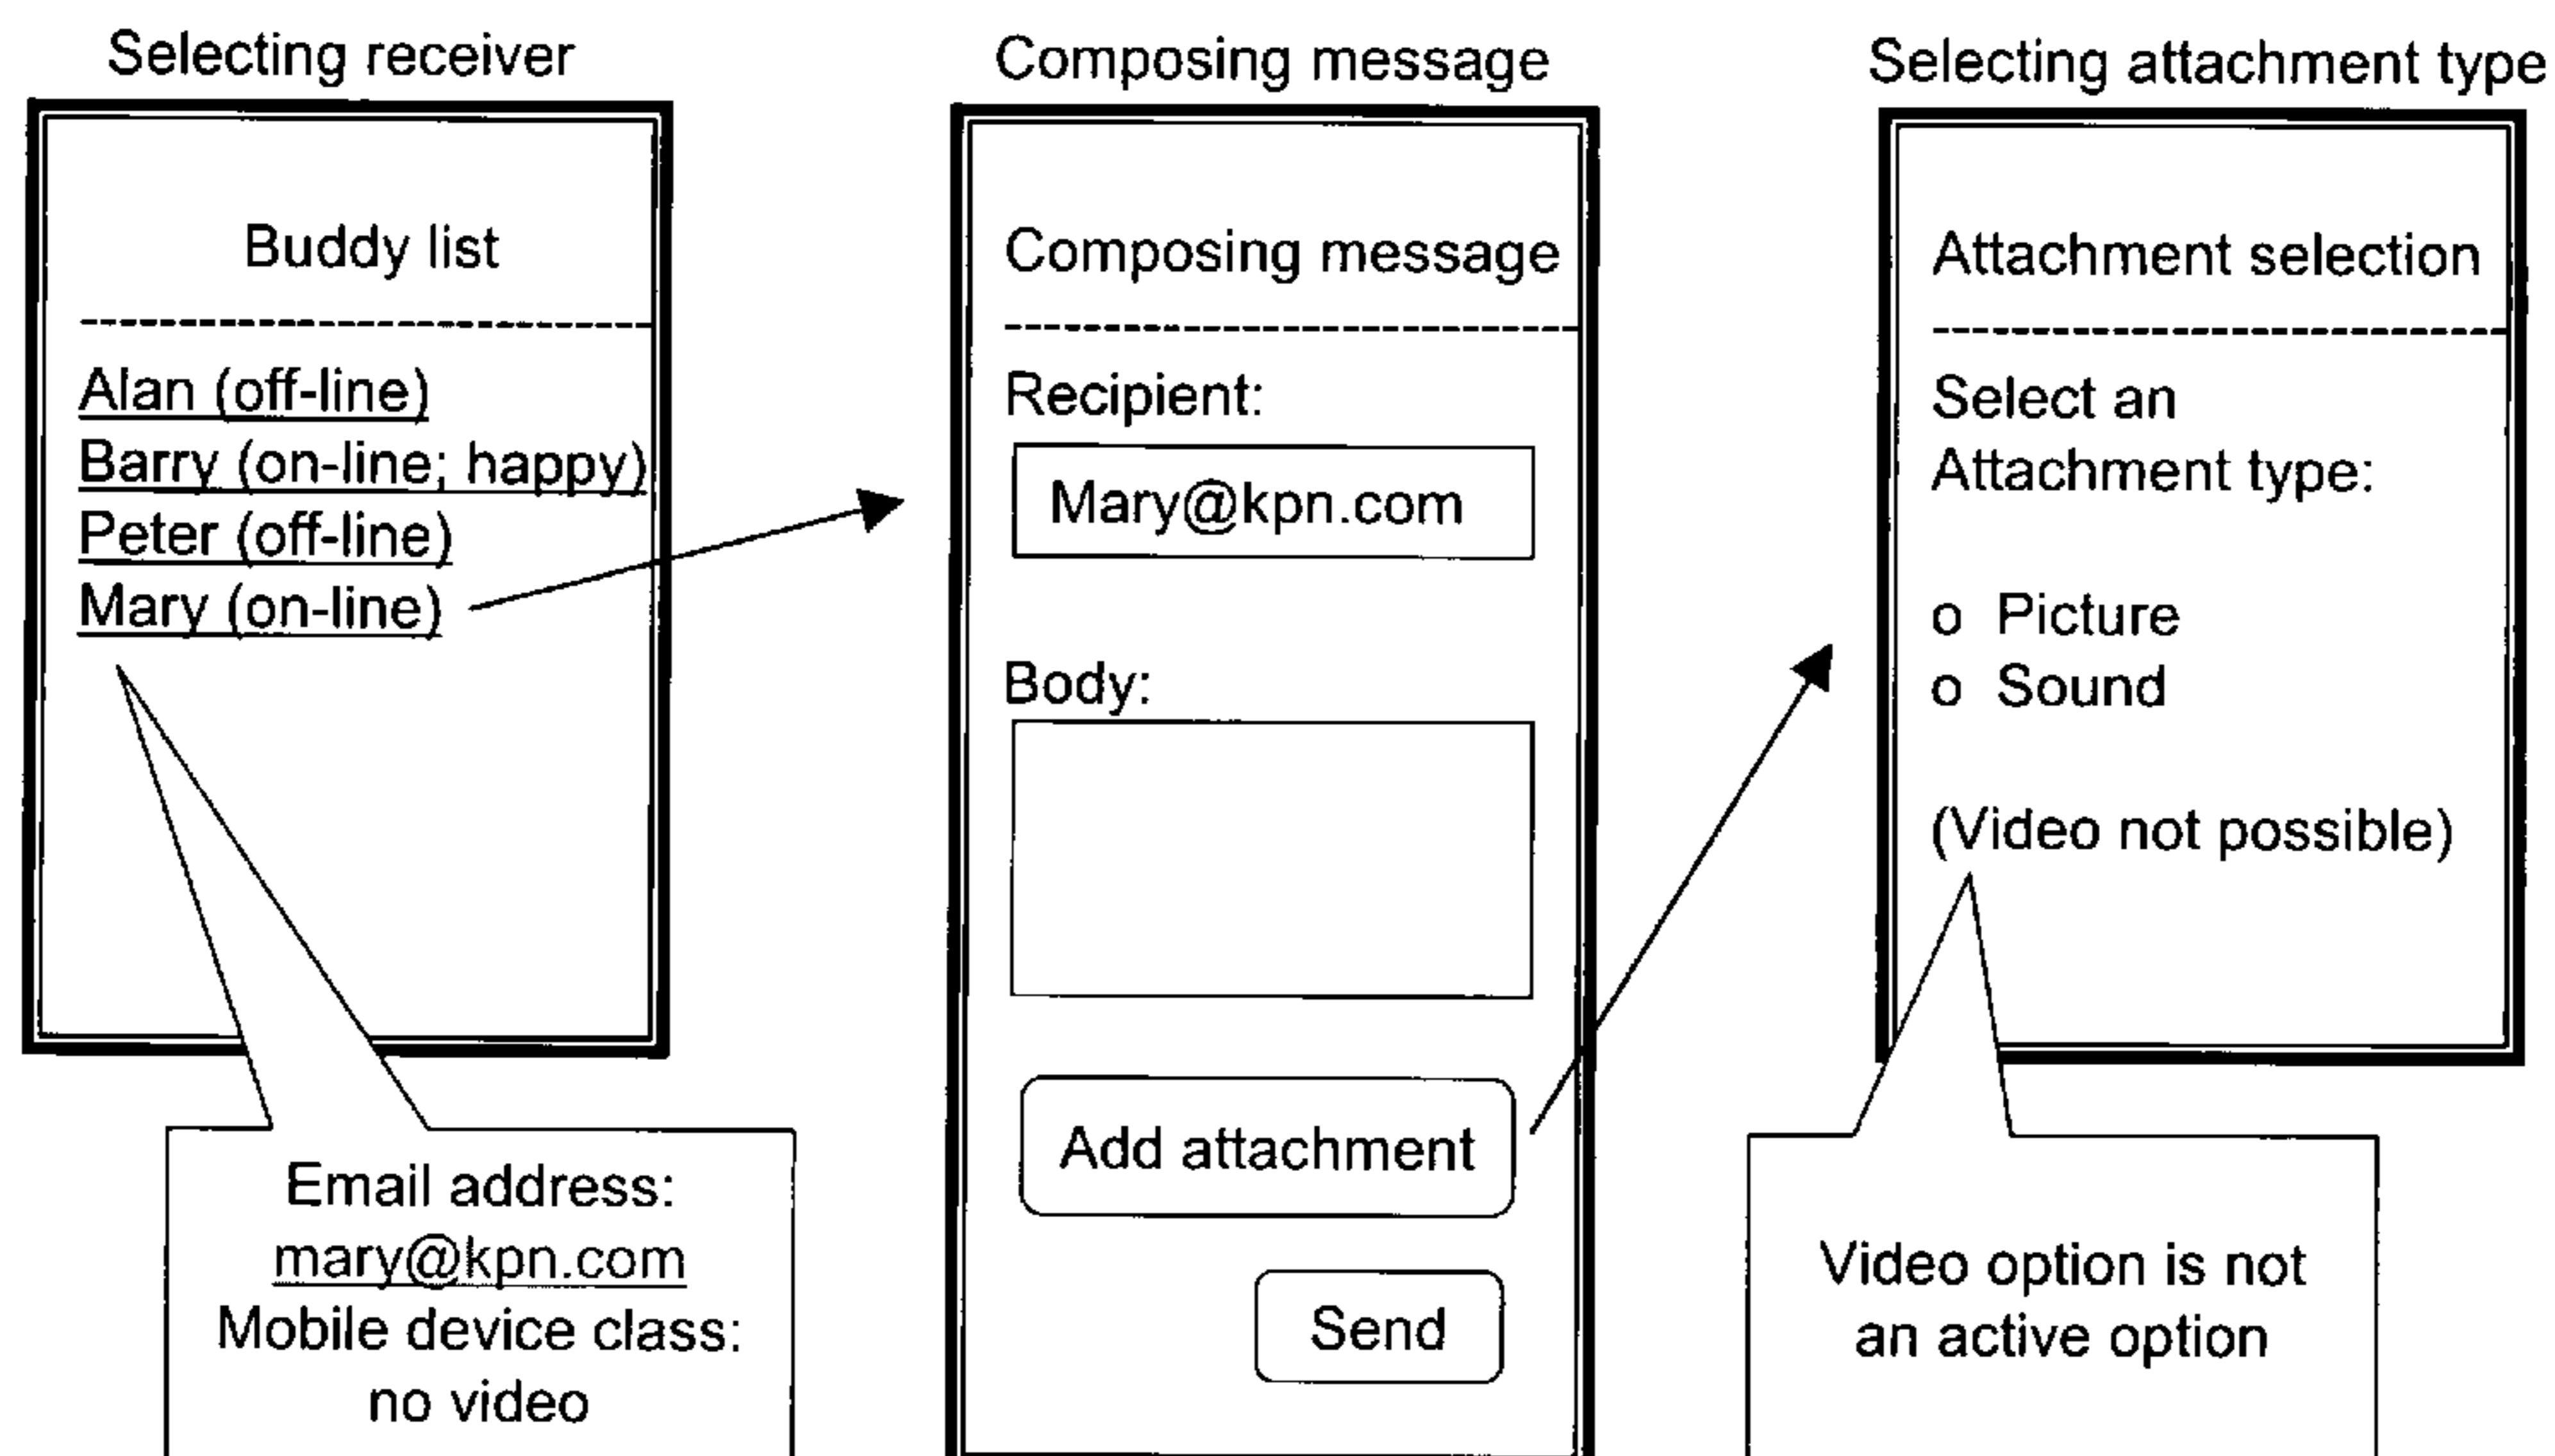 Selecting receiver
Buddy list
Alan (off-line)
Barry (on-line; happy)
Peter (off-line)
Mary (on-line)
Email address:
mary@kpn.com
Mobile device class:
no video
Composing message
Composing message
Recipient:
Mary@kpn.com
Body:
Add attachment
Send
Selecting attachment type
Attachment selection
Select an
Attachment type:
o Picture
o Sound
(Video not possible)
Video option is not
an active option